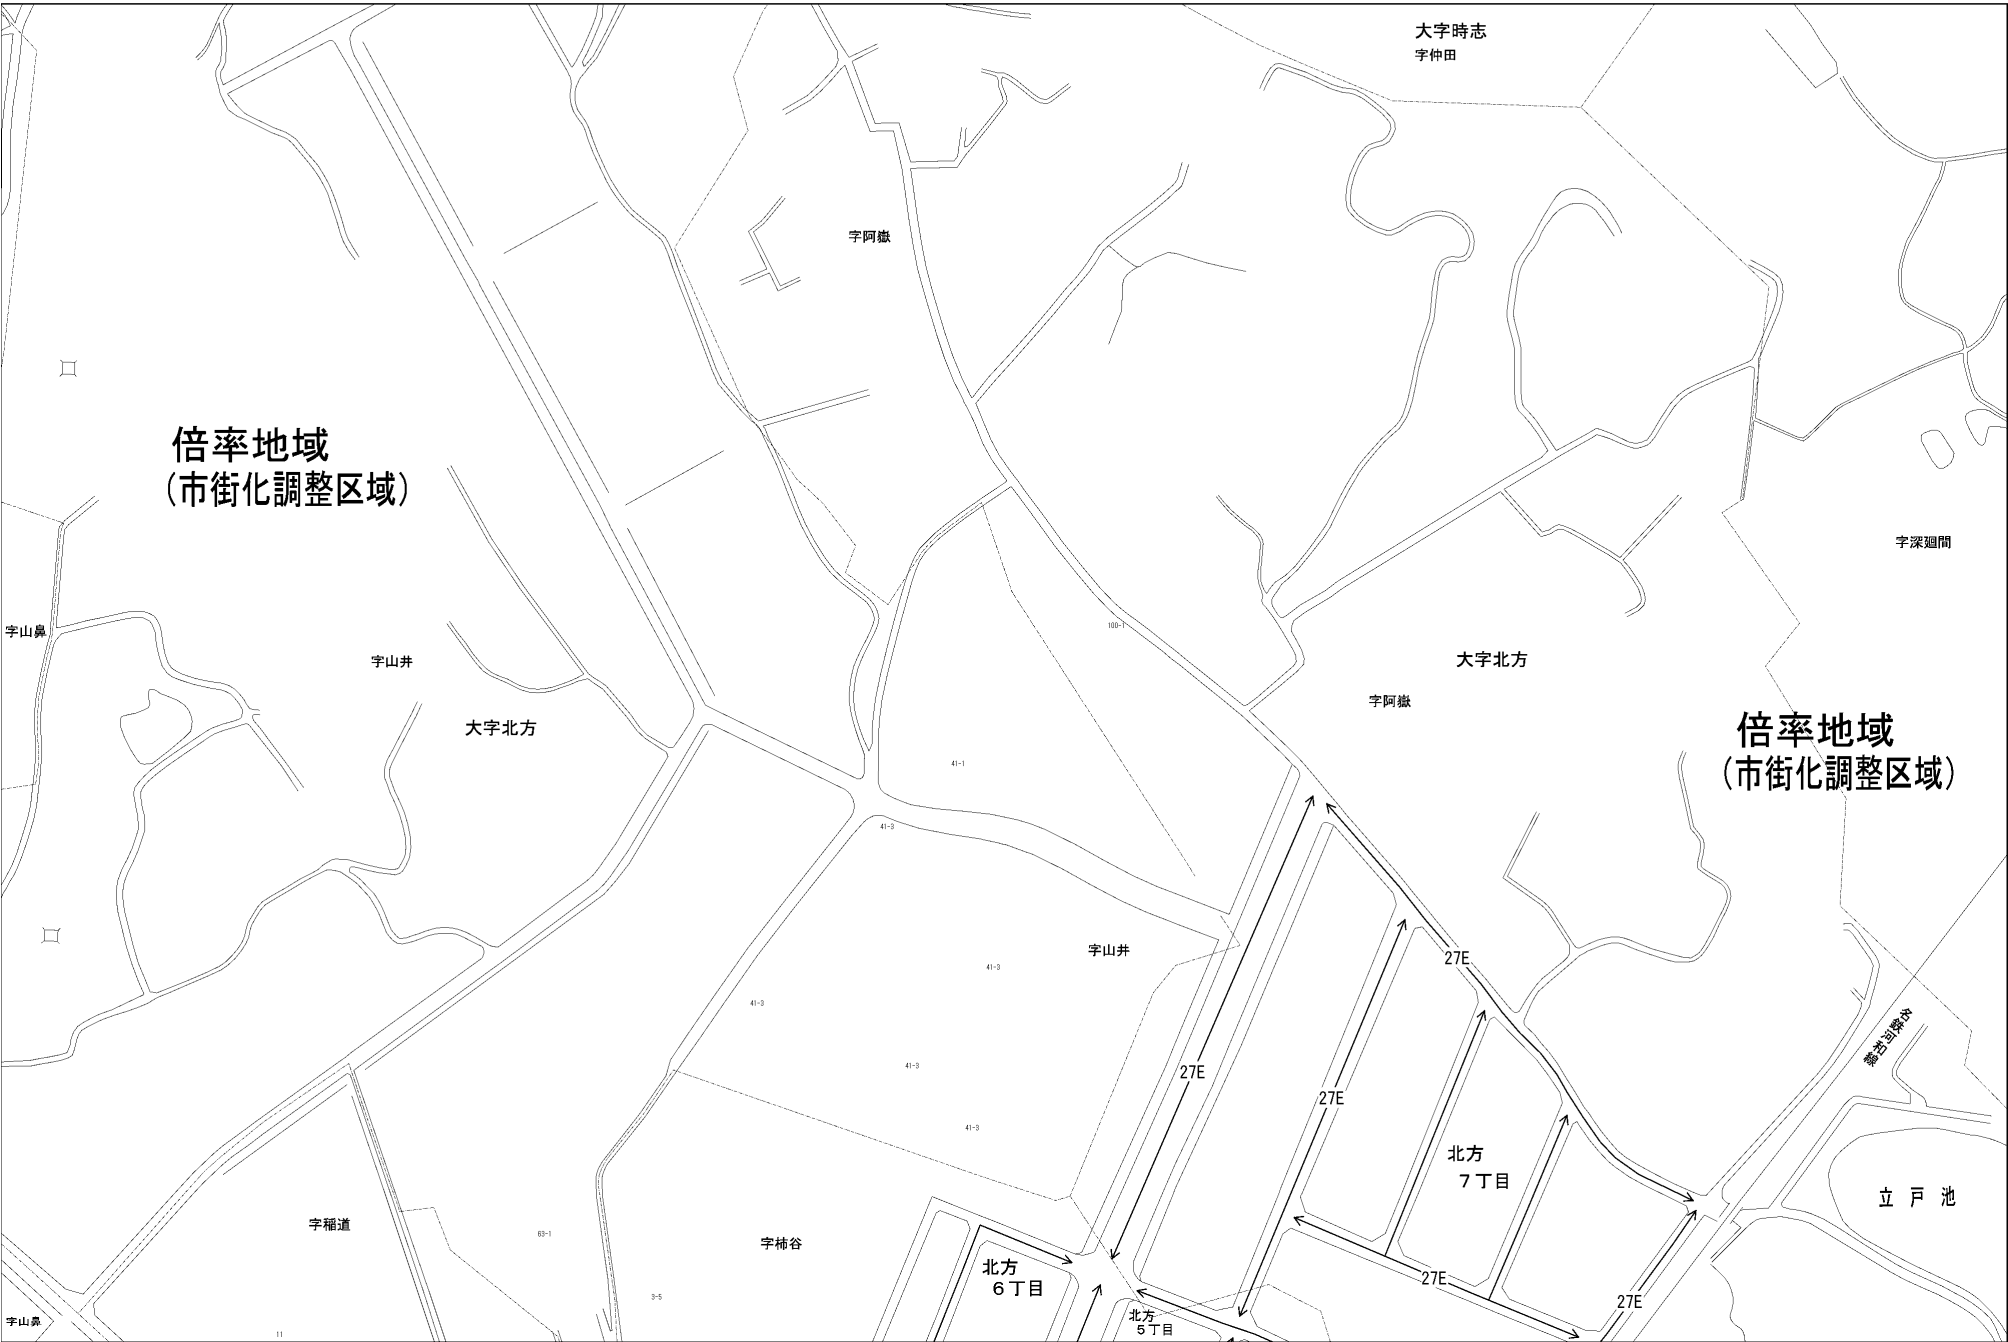 大字時志
字仲田
字阿嶽
倍率地域
(市街化調整区域)
字深廻間
100-1
字山鼻
字山井
大字北方
字阿嶽
大字北方
倍率地域
(市街化調整区域)
41-1
41-3
字山井
27E
41-3
41-3
名鉄河和線
41-3
27E
27E
41-3
北方
7丁目
立戸池
字稲道
63-1
字柿谷
北方
6丁目
27E
3-5
27E
北方
5丁目
字山鼻
11